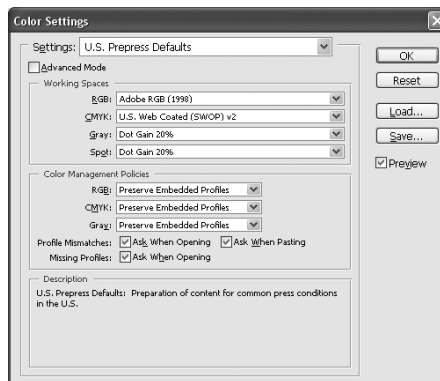 Color Settings
Settings: U.S. Prepress Defaults
Advanced Mode
Working Spaces
RGB: Adobe RGB (1998)
CMYK: U.S. Web Coated (SWOP) v2
Gray: Dot Gain 20%
Spot: Dot Gain 20%
Color Management Policies
RGB: Preserve Embedded Profiles
CMYK: Preserve Embedded Profiles
Gray: Preserve Embedded Profiles
Profile Mismatches: Ask When Opening Ask When Pasting
Missing Profiles: Ask When Opening
Description
U.S. Prepress Defaults: Preparation of content for common press conditions
in the U.S.
OK
Reset
Load...
Save...
Preview